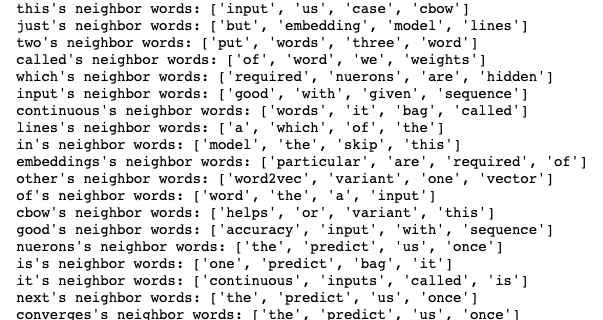 this's neighbor words: ['input', 'us', 'case', 'cbow']
just's neighbor words: ['but', 'embedding', 'model', 'lines']
two's neighbor words: ['put', 'words', 'three', 'word']
called's neighbor words: ['of', 'word', 'we', 'weights']
which's neighbor words: ['required', 'nuerons', 'are', 'hidden']
input's neighbor words: ['good', 'with', 'given', 'sequence']
continuous's neighbor words: ['words', 'it', 'bag', 'called']
lines's neighbor words: ['a', 'which', 'of', 'the']
in's neighbor words: ['model', 'the', 'skip', 'this']
embeddings's neighbor words: ['particular', 'are', 'required', 'of']
other's neighbor words: ['word2vec', 'variant', 'one', 'vector']
of's neighbor words: ['word', 'the', 'a', 'input']
cbow's neighbor words: ['helps', 'or', 'variant', 'this']
good's neighbor words: ['accuracy', 'input', 'with', 'sequence']
nuerons's neighbor words: ['the', 'predict', 'us', 'once']
is's neighbor words: ['one', 'predict', 'bag', 'it']
it's neighbor words: ['continuous', 'inputs', 'called', 'is']
next's neighbor words: ['the', 'predict', 'us', 'once']
converges's neighbor words: ['the', 'predict', 'us', 'once']